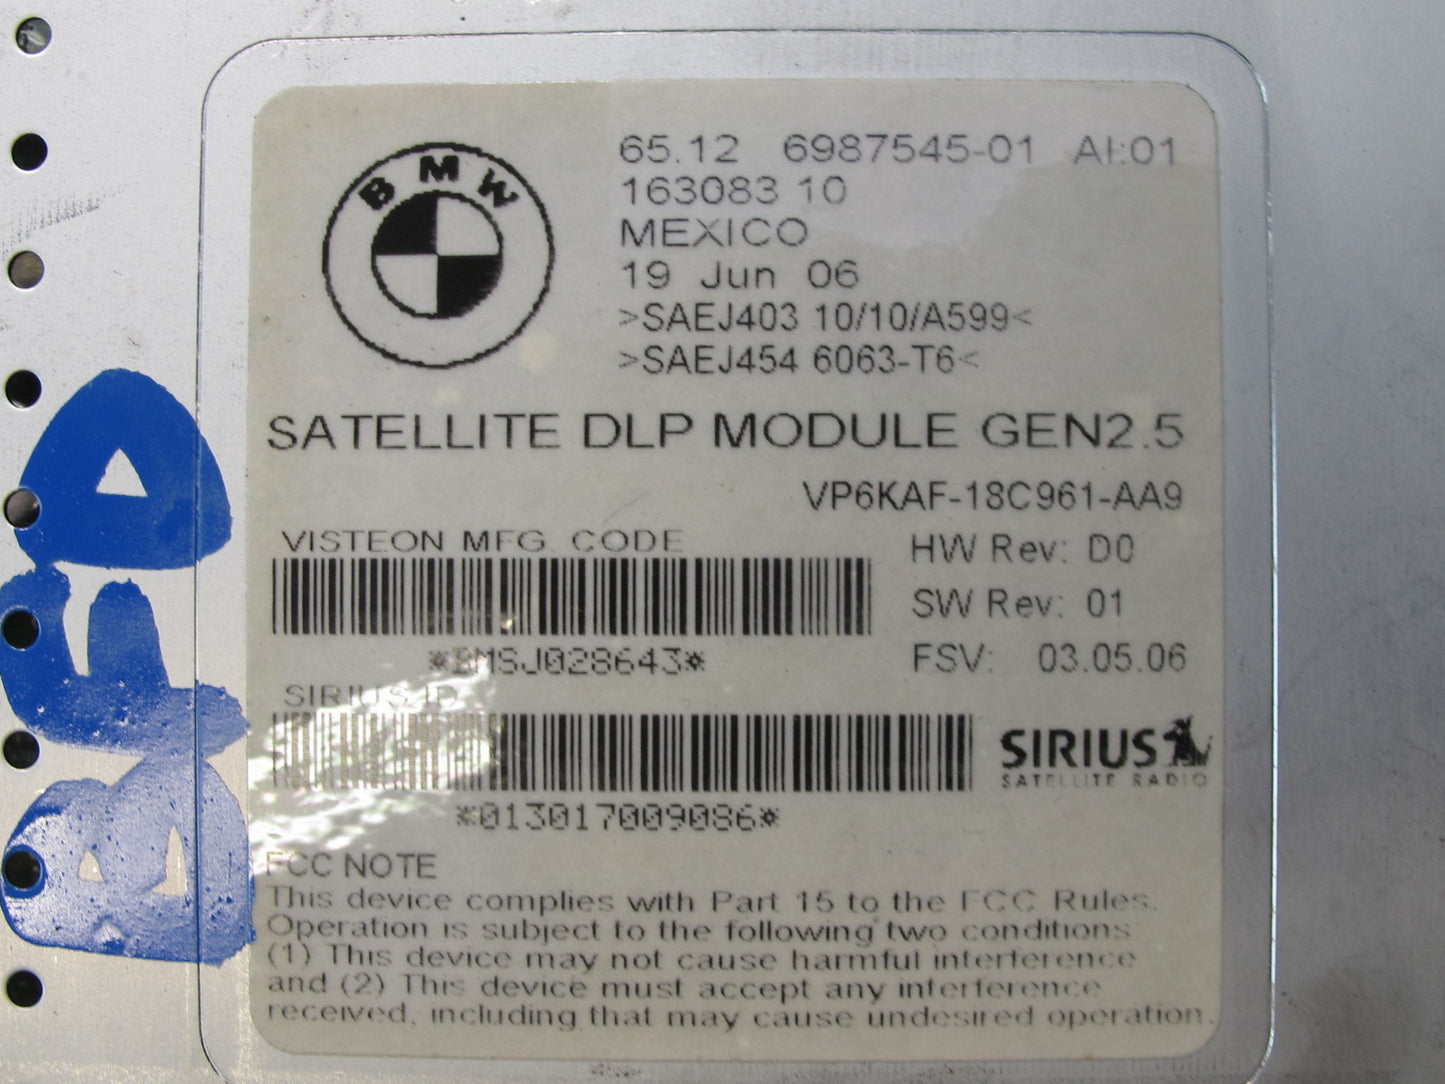 BMW
65.12 6987545-01 AI:01
163083 10
MEXICO
19 Jun 06
>SAEJ403 10/10/A599<
>SAEJ454 6063-T6<
SATELLITE DLP MODULE GEN2.5
VP6KAF-18C961-AA9
VISTEON MFG. CODE
HW Rev: D0
SW Rev: 01
*BMSJ028643*
FSV: 03.05.06
SIRIUS ID
SIRIUS
SATELLITE RADIO
*013017009086*
FCC NOTE
This device complies with Part 15 to the FCC Rules.
Operation is subject to the following two conditions:
(1) This device may not cause harmful interference
and (2) This device must accept any interference
received, including that may cause undesired operation.